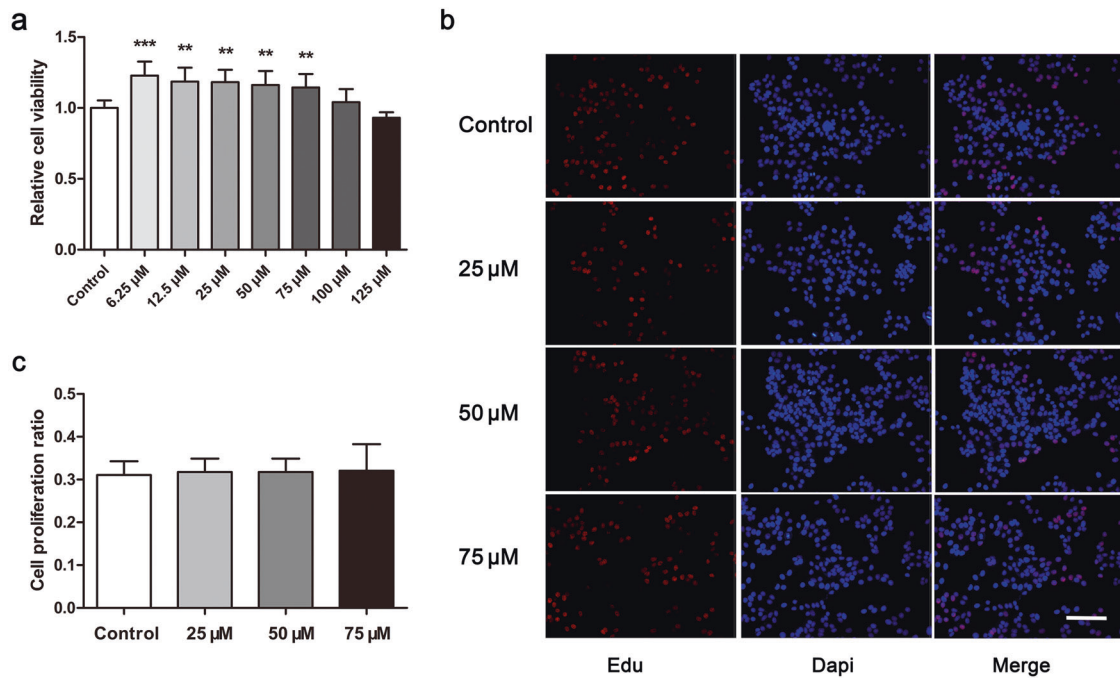 a
Relative cell viability
1.5
1.0
0.5
0.0
***
**
**
**
**
Control
6.25 µM
12.5 µM
25 µM
50 µM
75 µM
100 µM
125 µM
b
Control
25 µM
50 µM
75 µM
Edu
Dapi
Merge
c
Cell proliferation ratio
0.5
0.4
0.3
0.2
0.1
0.0
Control
25 µM
50 µM
75 µM